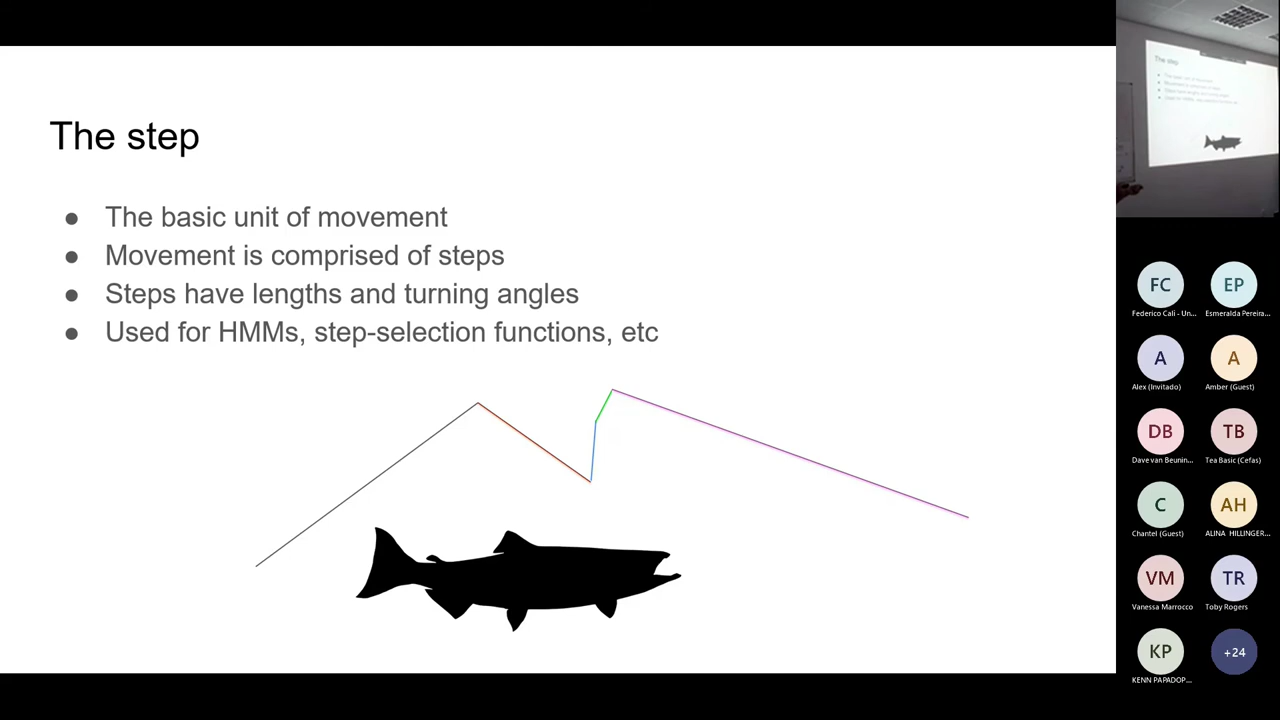 The step
● The basic unit of movement
● Movement is comprised of steps
● Steps have lengths and turning angles
● Used for HMMs, step-selection functions, etc
The step
FC
EP
Federico Cali - Un...
Esmeralda Pereira...
A
A
Alex (Invitado)
Amber (Guest)
DB
TB
Dave van Beunin...
Tea Basic (Cefas)
C
AH
Chantel (Guest)
ALINA HILLINGER...
VM
TR
Vanessa Marrocco
Toby Rogers
KP
+24
KENN PAPADOP...